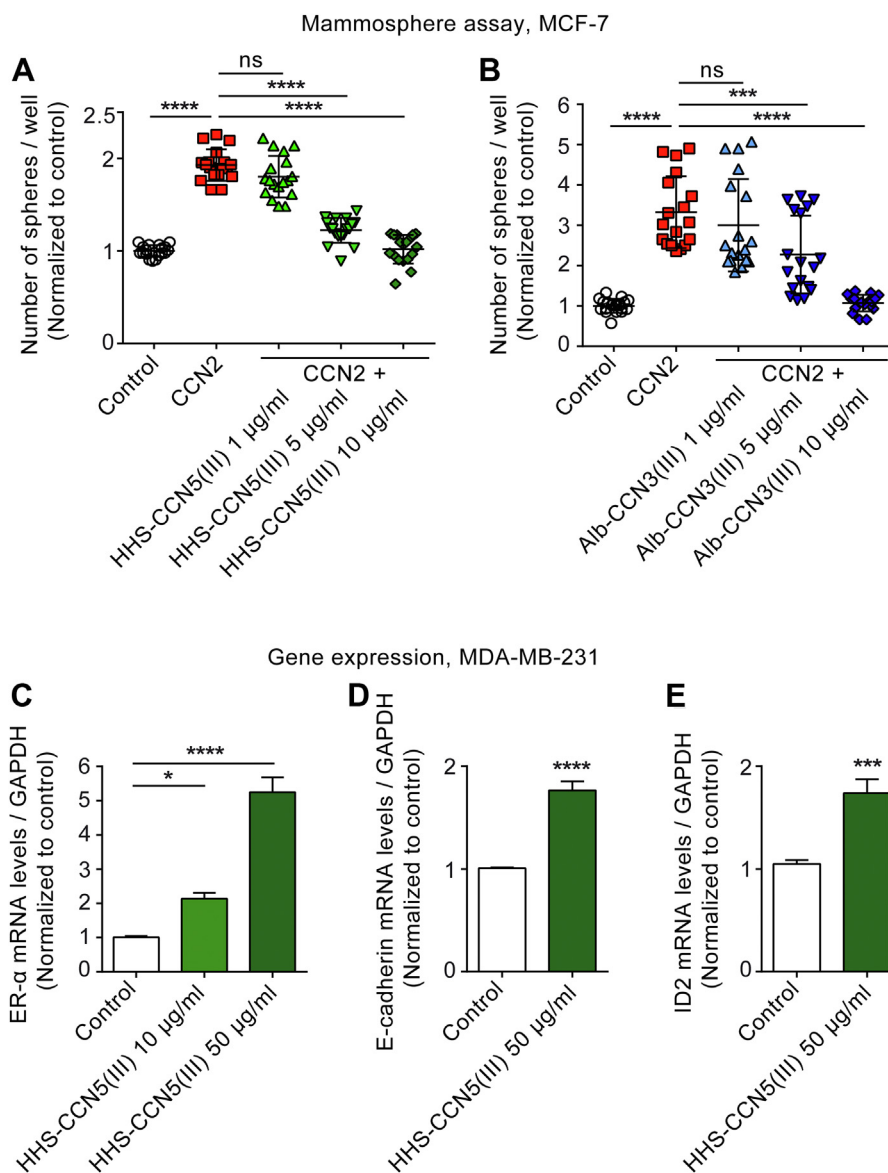 Mammosphere assay, MCF-7
A
Number of spheres / well
(Normalized to control)
ns
****
****
****
2.5
2
1
0
Control
CCN2
CCN2 +
HHS-CCN5(III) 1 µg/ml
HHS-CCN5(III) 5 µg/ml
HHS-CCN5(III) 10 µg/ml
B
Number of spheres / well
(Normalized to control)
ns
***
****
****
6
5
4
3
2
1
0
Control
CCN2
CCN2 +
Alb-CCN3(III) 1 µg/ml
Alb-CCN3(III) 5 µg/ml
Alb-CCN3(III) 10 µg/ml
Gene expression, MDA-MB-231
C
ER-α mRNA levels / GAPDH
(Normalized to control)
****
*
6
5
4
3
2
1
0
Control
HHS-CCN5(III) 10 µg/ml
HHS-CCN5(III) 50 µg/ml
D
E-cadherin mRNA levels / GAPDH
(Normalized to control)
****
2
1
0
Control
HHS-CCN5(III) 50 µg/ml
E
ID2 mRNA levels / GAPDH
(Normalized to control)
***
2
1
0
Control
HHS-CCN5(III) 50 µg/ml